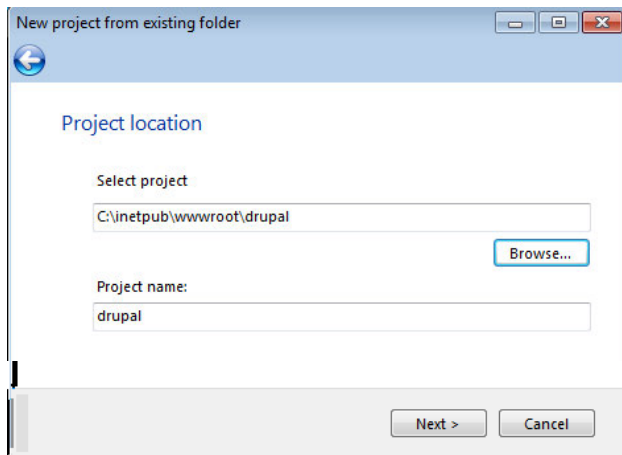 New project from existing folder
Project location
Select project
C:\inetpub\wwwroot\drupal
Browse...
Project name:
drupal
Next >
Cancel